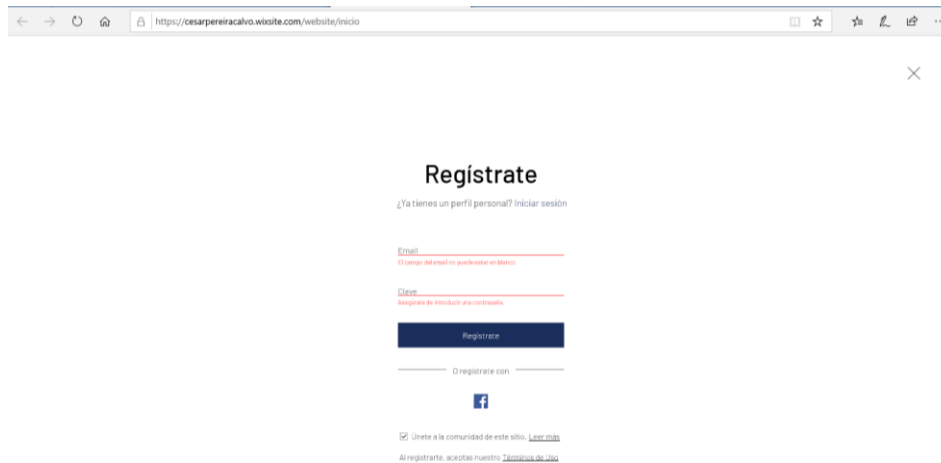 https://cesarpereiracalvo.wixsite.com/website/inicio
Regístrate
¿Ya tienes un perfil personal? Iniciar sesión
Email
El campo del email no puede estar en blanco
Clave
Asegúrate de introducir una contraseña.
Regístrate
O regístrate con
Únete a la comunidad de este sitio. Leer más
Al registrarte, aceptas nuestro Términos de Uso